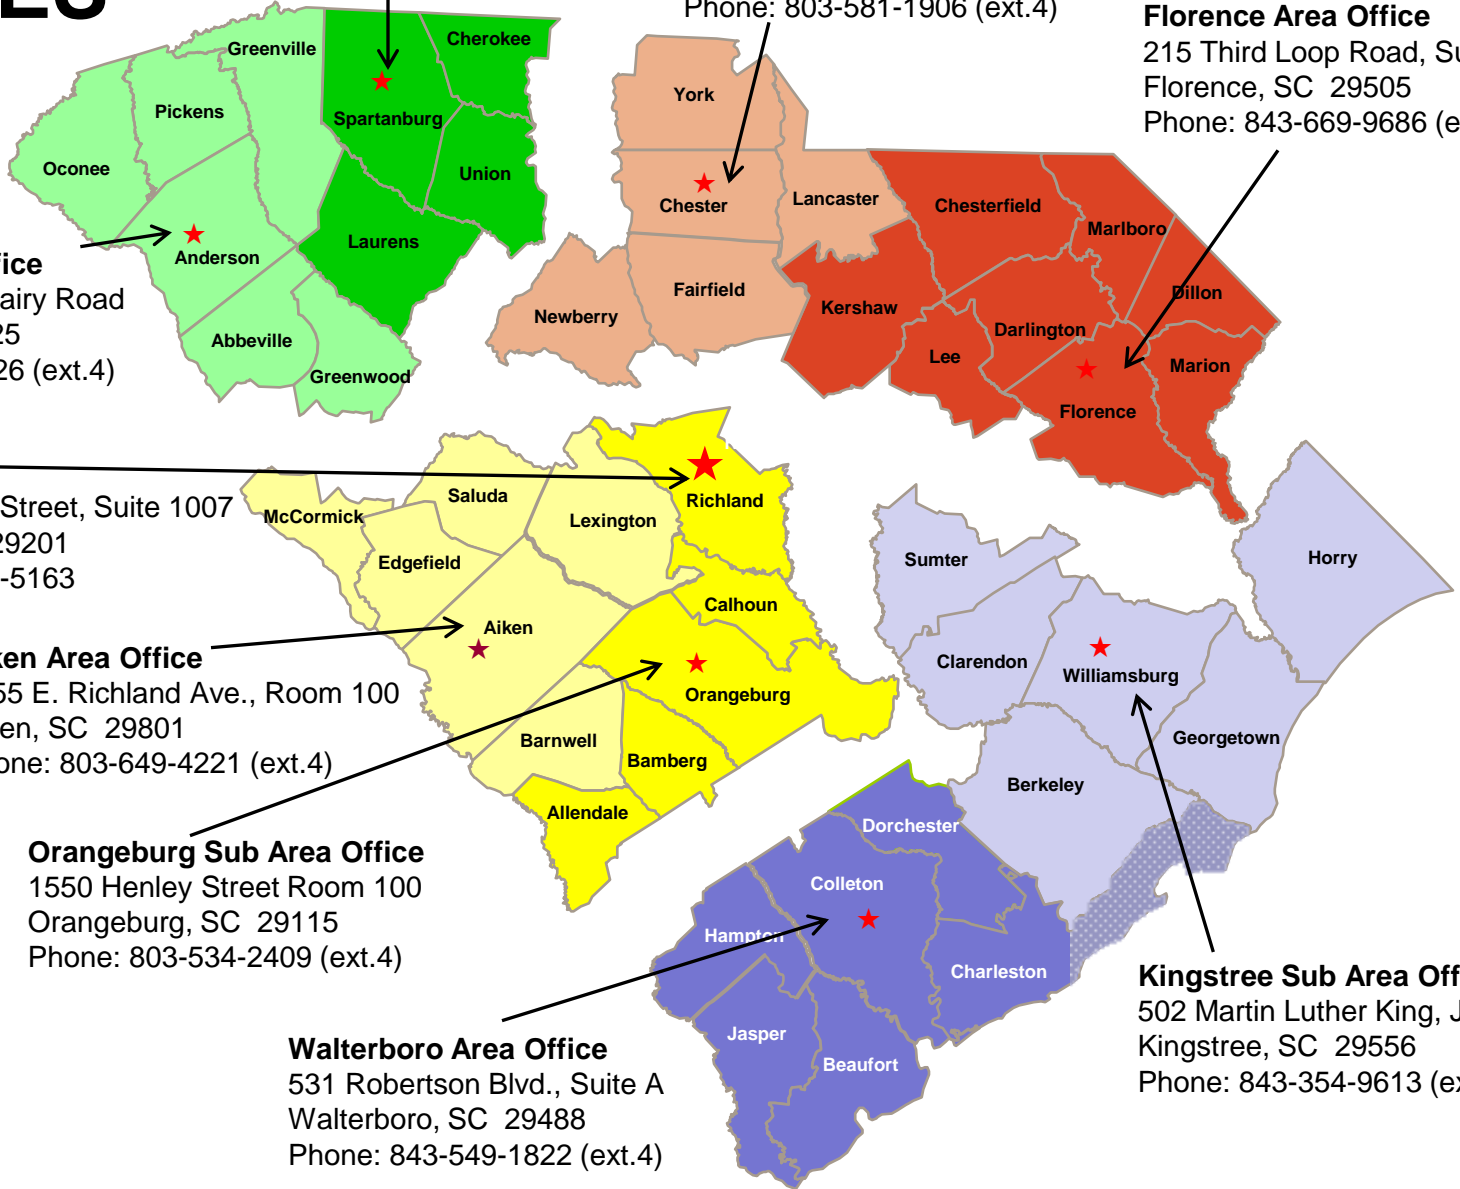 Phone: 803-581-1906 (ext.4)
Florence Area Office
215 Third Loop Road,
Florence, SC 29505
Phone: 843-669-9686
Greenville
Cherokee
Pickens
Spartanburg
Oconee
Union
Laurens
Anderson
Abbeville
Greenwood
York
Chester
Lancaster
Fairfield
Newberry
Chesterfield
Marlboro
Dillon
Kershaw
Darlington
Lee
Marion
Florence
airy Road
25
26 (ext.4)
Street, Suite 1007
29201
-5163
McCormick
Saluda
Lexington
Richland
Edgefield
Calhoun
Aiken
Orangeburg
Barnwell
Bamberg
Allendale
ken Area Office
55 E. Richland Ave., Room 100
en, SC 29801
one: 803-649-4221 (ext.4)
Orangeburg Sub Area Office
1550 Henley Street Room 100
Orangeburg, SC 29115
Phone: 803-534-2409 (ext.4)
Sumter
Horry
Clarendon
Williamsburg
Georgetown
Berkeley
Dorchester
Colleton
Hampton
Charleston
Jasper
Beaufort
Walterboro Area Office
531 Robertson Blvd., Suite A
Walterboro, SC 29488
Phone: 843-549-1822 (ext.4)
Kingstree Sub Area
502 Martin Luther King,
Kingstree, SC 29556
Phone: 843-354-9613